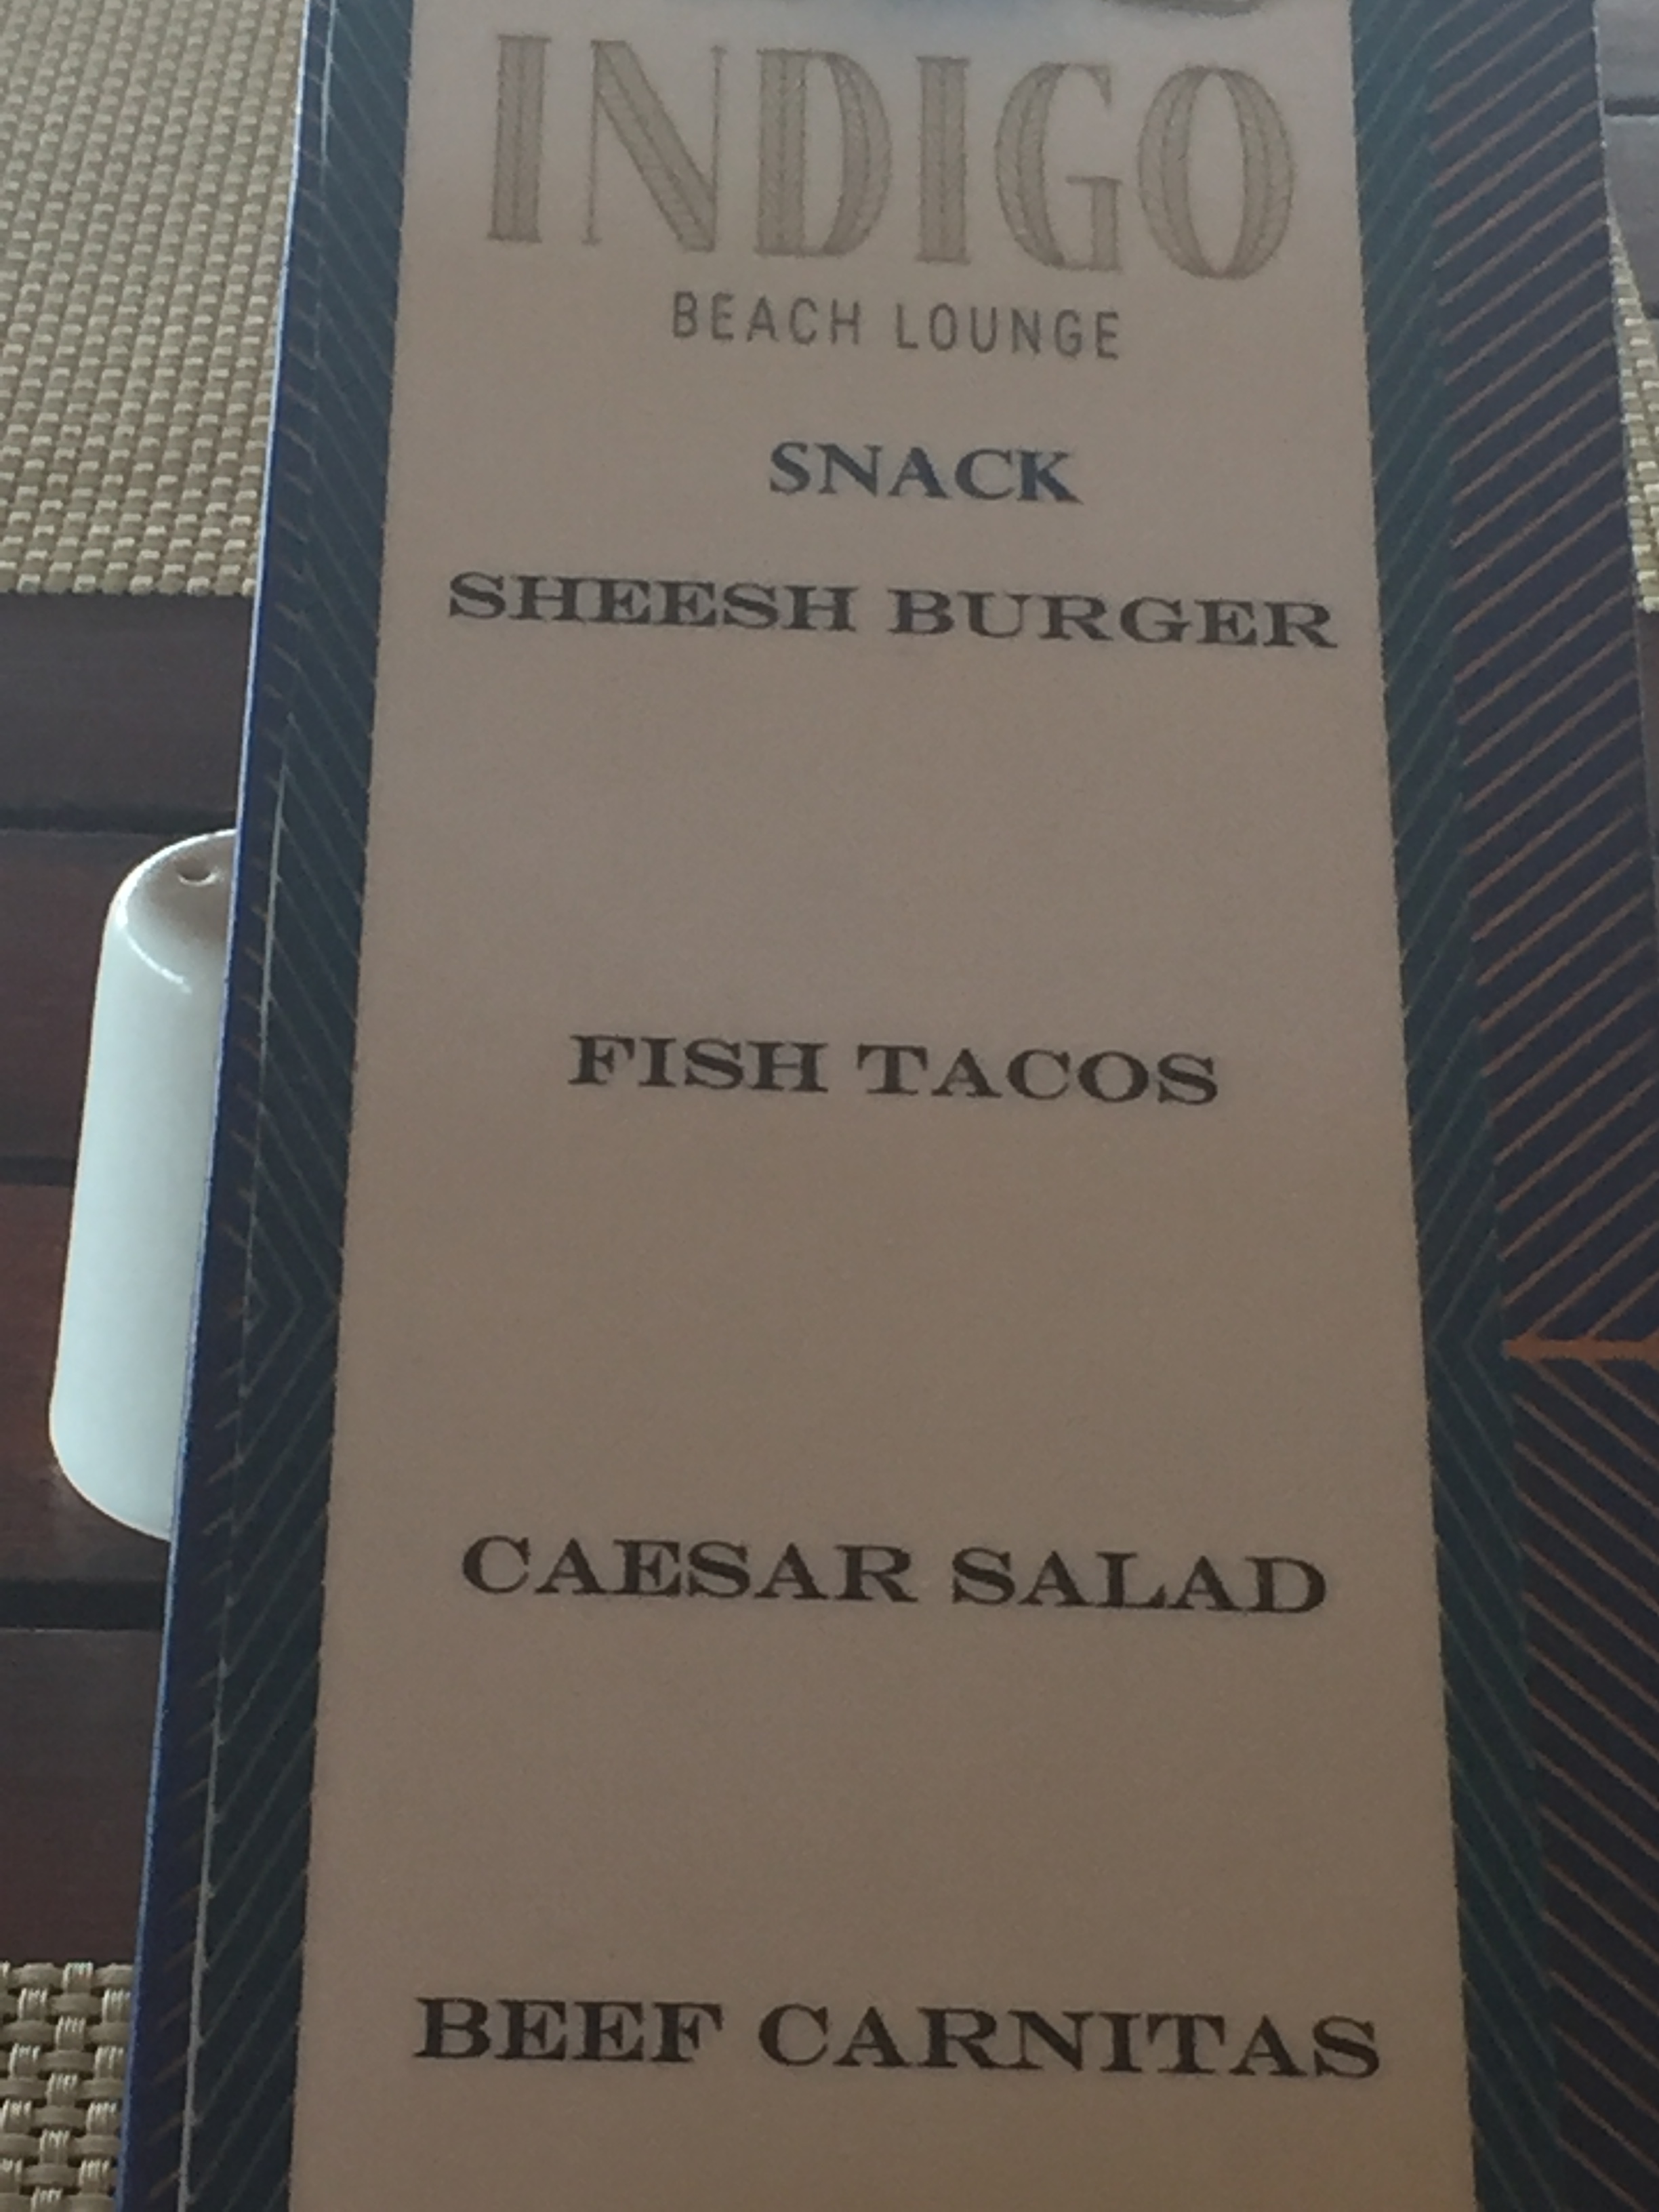 INDIGO
BEACH LOUNGE
SNACK
SHEESH BURGER
FISH TACOS
CAESAR SALAD
BEEF CARNITAS